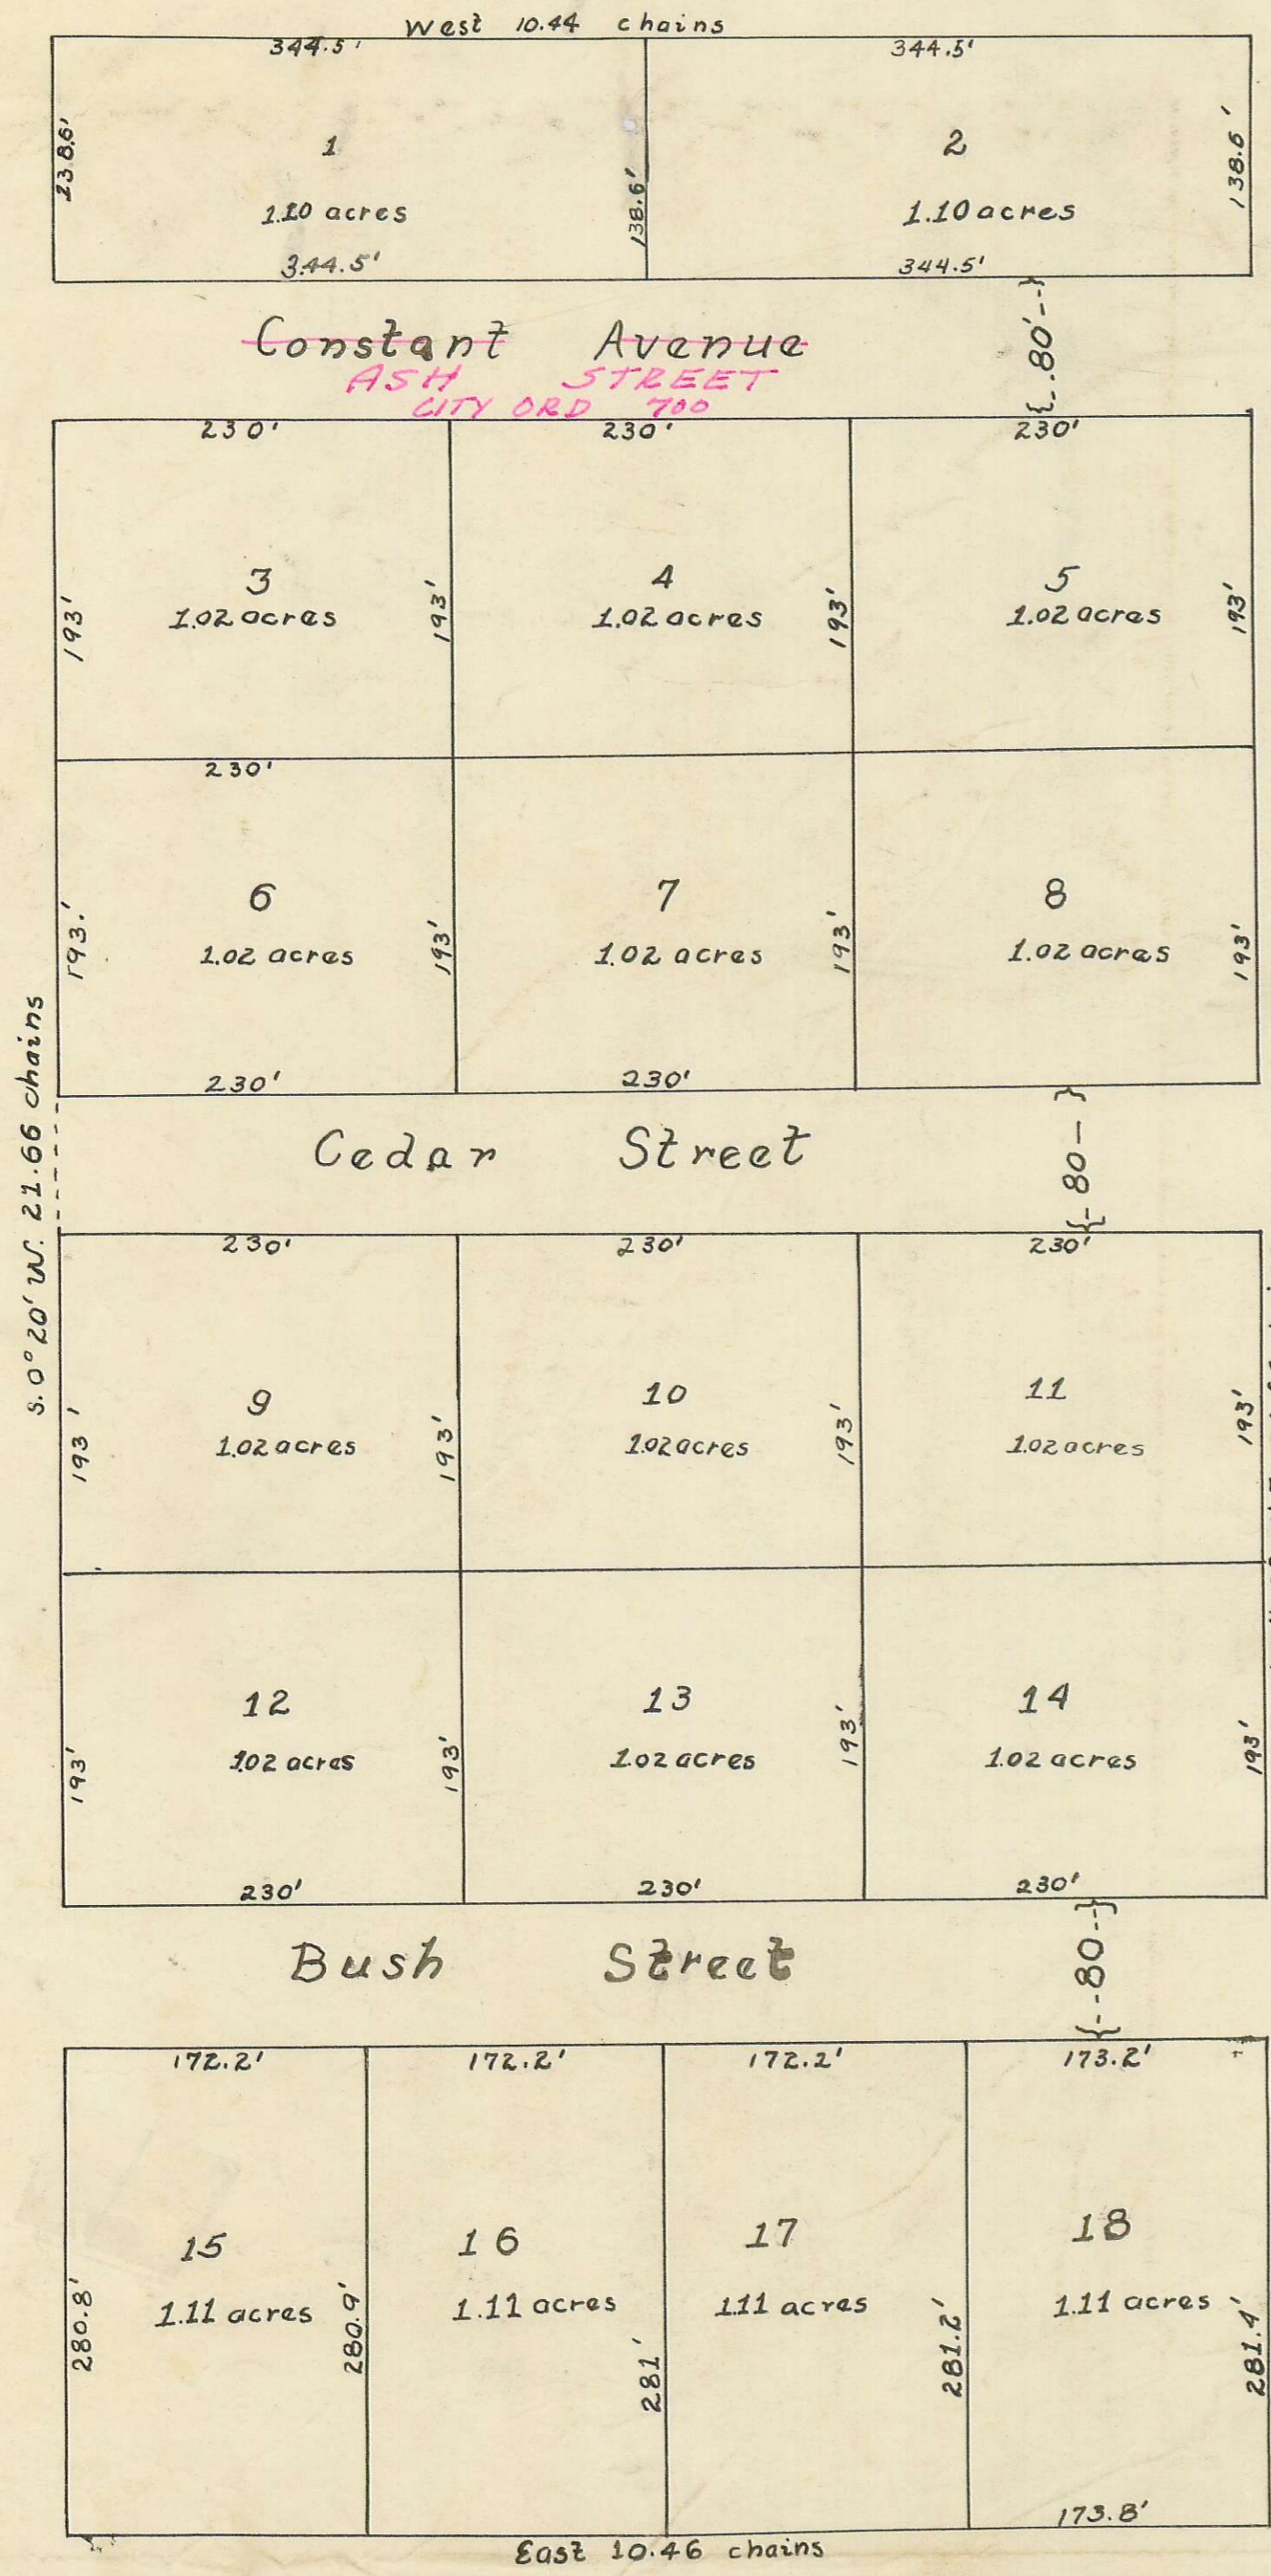 West 10.44 chains
344.5' 344.5'
238.6' 1 138.6' 2 138.6'
1.10 acres 1.10 acres
344.5' 344.5'
Constant Avenue 80'
ASH STREET
CITY ORD 700
230' 230' 230'
3 4 5
193' 1.02 acres 193' 1.02 acres 193' 1.02 acres 193'
230'
6 7 8
193.' 1.02 acres 193' 1.02 acres 193' 1.02 acres 193'
230' 230'
Cedar Street 80
S. 0° 20' W. 21.66 chains
230' 230' 230'
9 10 11
193' 1.02 acres 193' 1.02 acres 193' 1.02 acres 193'
12 13 14
193' 1.02 acres 193' 1.02 acres 193' 1.02 acres 193'
230' 230' 230'
Bush Street 80
172.2' 172.2' 172.2' 173.2'
15 16 17 18
1.11 acres 1.11 acres 1.11 acres 1.11 acres
280.8' 280.9' 281' 281.2' 281.4'
173.8'
East 10.46 chains